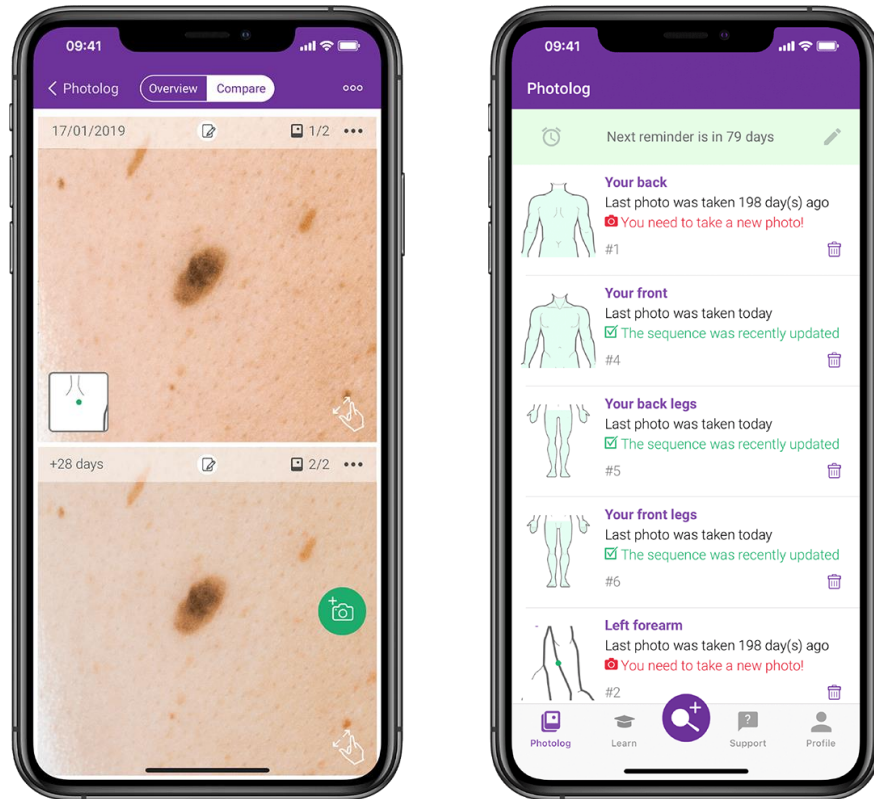 09:41
Photolog
Overview
Compare
17/01/2019
1/2
+28 days
2/2
09:41
Photolog
Next reminder is in 79 days
Your back
Last photo was taken 198 day(s) ago
You need to take a new photo!
#1
Your front
Last photo was taken today
The sequence was recently updated
#4
Your back legs
Last photo was taken today
The sequence was recently updated
#5
Your front legs
Last photo was taken today
The sequence was recently updated
#6
Left forearm
Last photo was taken 198 day(s) ago
You need to take a new photo!
#2
Photolog
Learn
Support
Profile